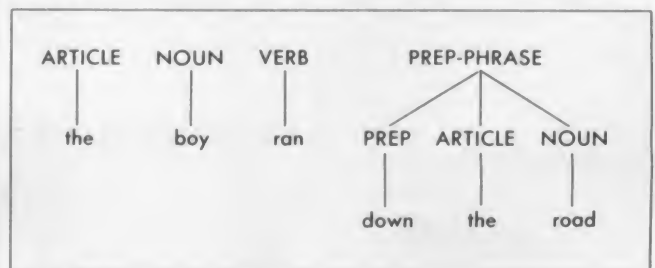 ARTICLE NOUN VERB PREP-PHRASE
the boy ran PREP ARTICLE NOUN
down the road